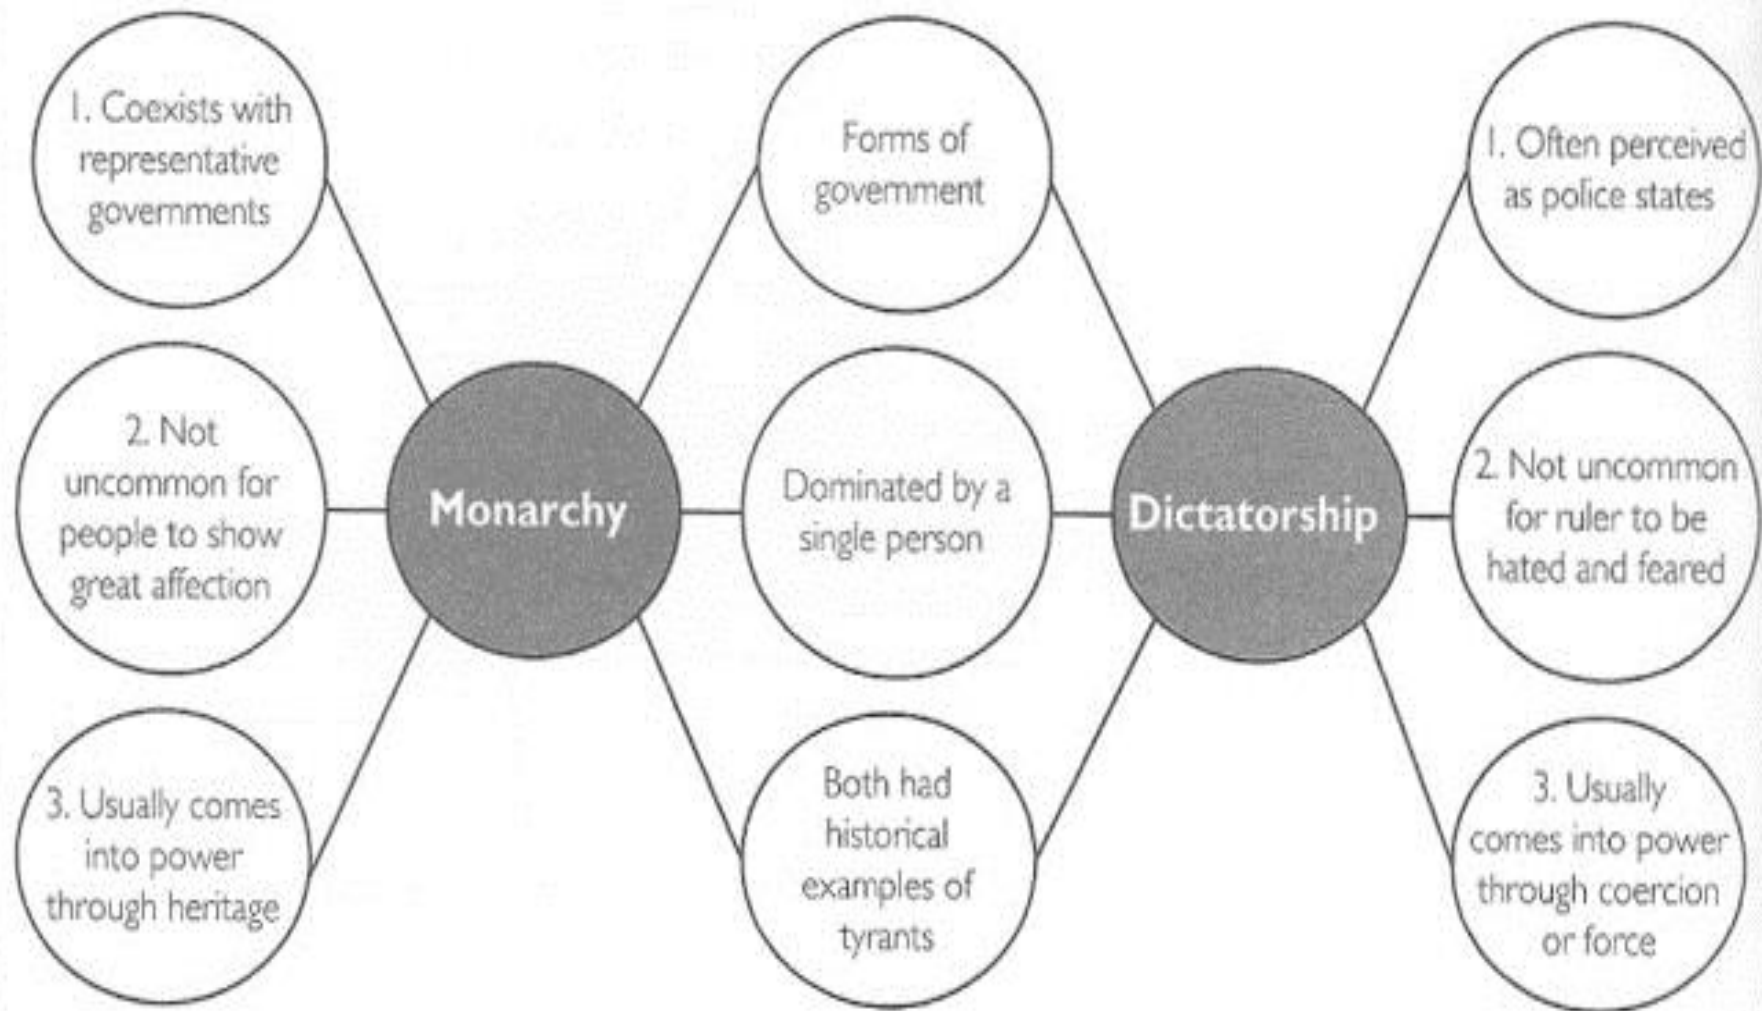 1. Coexists with
representative
governments
Forms of
government
1. Often perceived
as police states
2. Not
uncommon for
people to show
great affection
Monarchy
Dominated by a
single person
Dictatorship
2. Not uncommon
for ruler to be
hated and feared
3. Usually comes
into power
through heritage
Both had
historical
examples of
tyrants
3. Usually
comes into power
through coercion
or force